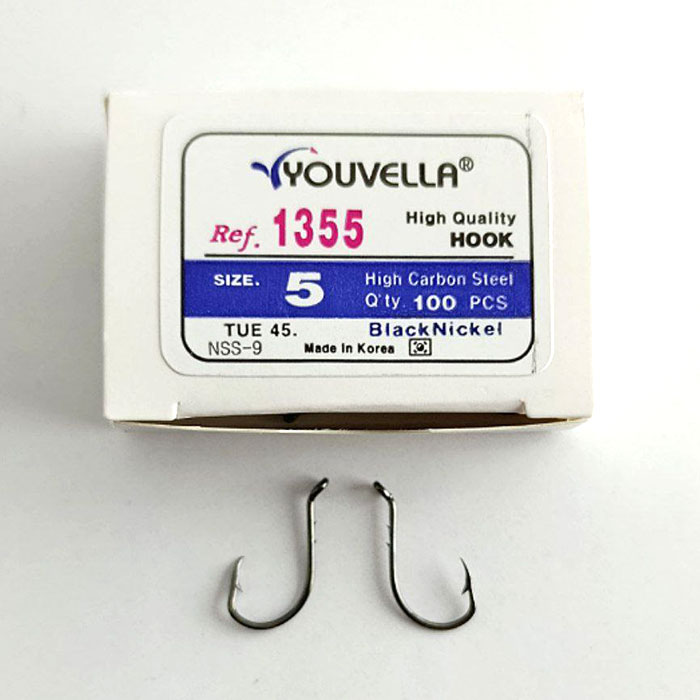 YOUVELLA®
Ref. 1355
High Quality
HOOK
SIZE. 5
High Carbon Steel
Q'ty. 100 PCS
TUE 45.
BlackNickel
NSS-9
Made In Korea